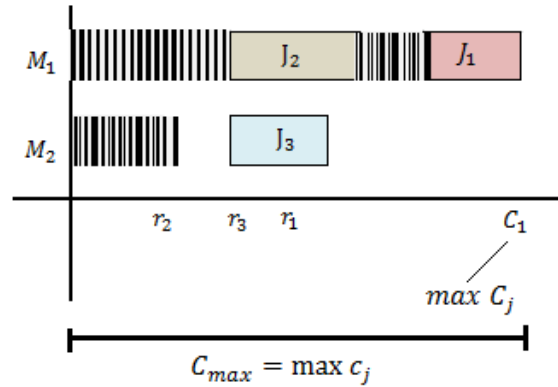 M₁ J₂ J₁
M₂ J₃
r₂ r₃ r₁ C₁
max Cⱼ
Cₘₐₓ = max cⱼ